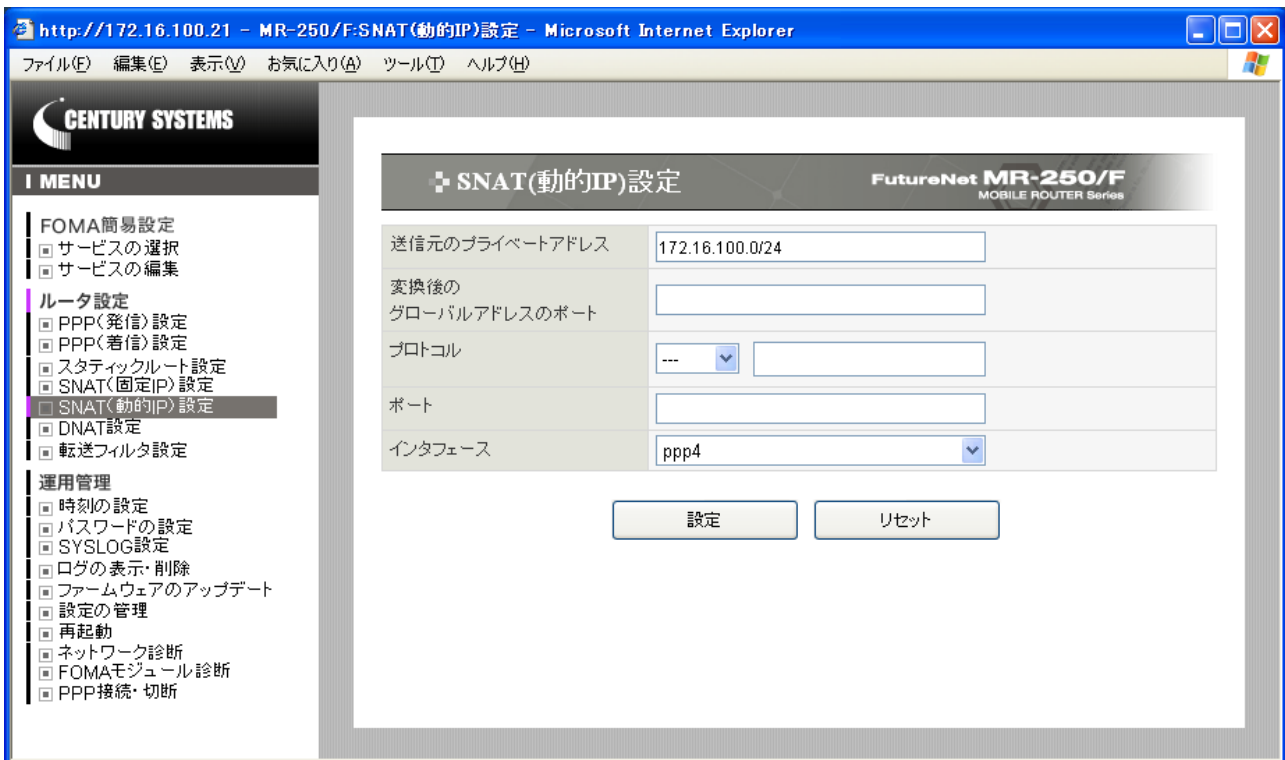 http://172.16.100.21 - MR-250/F:SNAT(動的IP)設定 - Microsoft Internet Explorer
ファイル(F) 編集(E) 表示(V) お気に入り(A) ツール(T) ヘルプ(H)
CENTURY SYSTEMS
MENU
FOMA簡易設定
サービスの選択
サービスの編集
ルータ設定
PPP(発信)設定
PPP(着信)設定
スタティックルート設定
SNAT(固定IP)設定
SNAT(動的IP)設定
DNAT設定
転送フィルタ設定
運用管理
時刻の設定
パスワードの設定
SYSLOG設定
ログの表示・削除
ファームウェアのアップデート
設定の管理
再起動
ネットワーク診断
FOMAモジュール診断
PPP接続・切断
SNAT(動的IP)設定
FutureNet MR-250/F
MOBILE ROUTER Series
送信元のプライベートアドレス 172.16.100.0/24
変換後の
グローバルアドレスのポート
プロトコル ---
ポート
インタフェース ppp4
設定 リセット